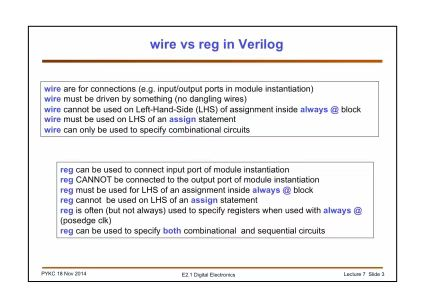 wire vs reg in Verilog
wire are for connections (e.g. input/output ports in module instantiation)
wire must be driven by something (no dangling wires)
wire cannot be used on Left-Hand-Side (LHS) of assignment inside always @ block
wire must be used on LHS of an assign statement
wire can only be used to specify combinational circuits
reg can be used to connect input port of module instantiation
reg CANNOT be connected to the output port of module instantiation
reg must be used for LHS of an assignment inside always @ block
reg cannot be used on LHS of an assign statement
reg is often (but not always) used to specify registers when used with always @
(posedge clk)
reg can be used to specify both combinational and sequential circuits
PYKC 18 Nov 2014 E2.1 Digital Electronics Lecture 7 Slide 3